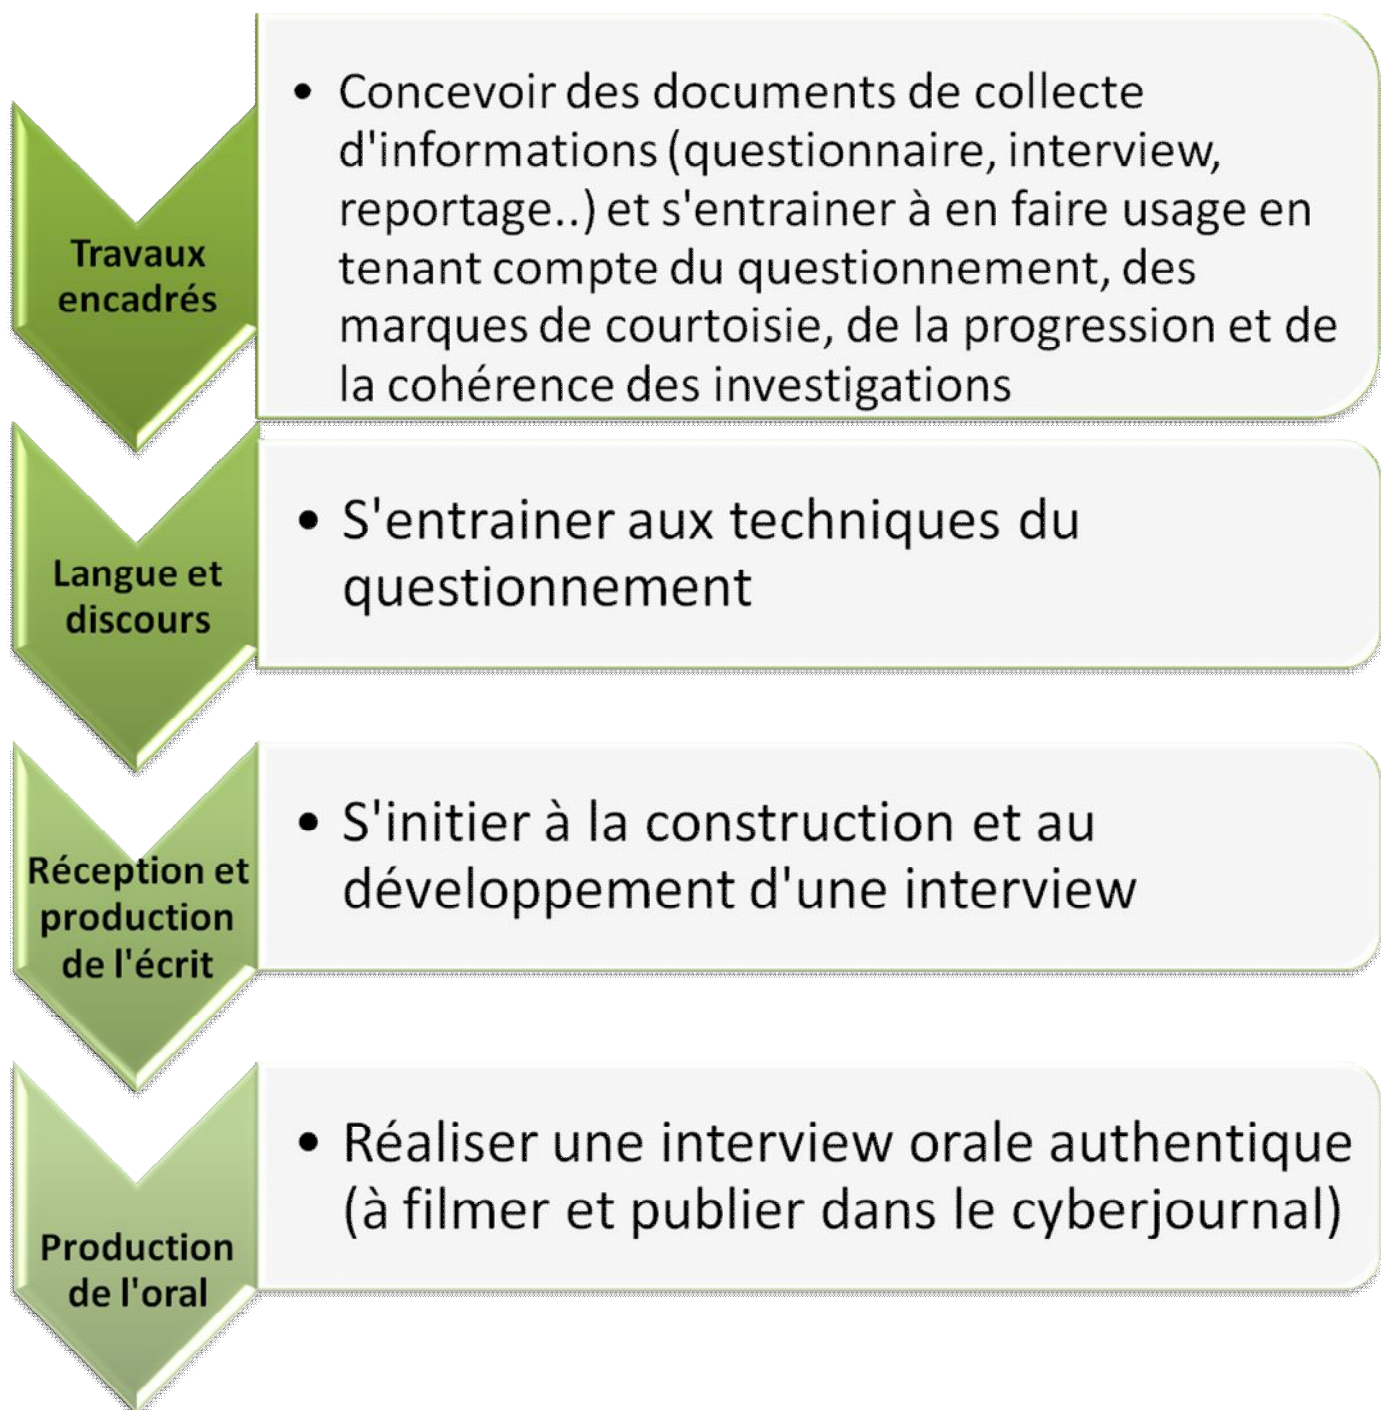 Travaux
encadrés
• Concevoir des documents de collecte
d'informations (questionnaire, interview,
reportage..) et s'entrainer à en faire usage en
tenant compte du questionnement, des
marques de courtoisie, de la progression et de
la cohérence des investigations
Langue et
discours
• S'entrainer aux techniques du
questionnement
Réception et
production
de l'écrit
• S'initier à la construction et au
développement d'une interview
Production
de l'oral
• Réaliser une interview orale authentique
(à filmer et publier dans le cyberjournal)